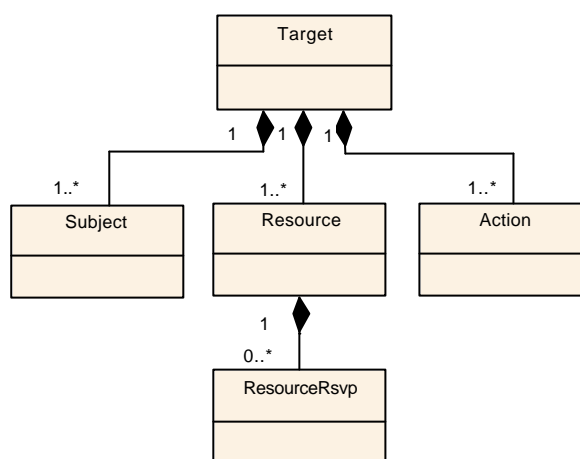 Target
1
1
1
1..*
1..*
1..*
Subject
Resource
Action
1
0..*
ResourceRsvp